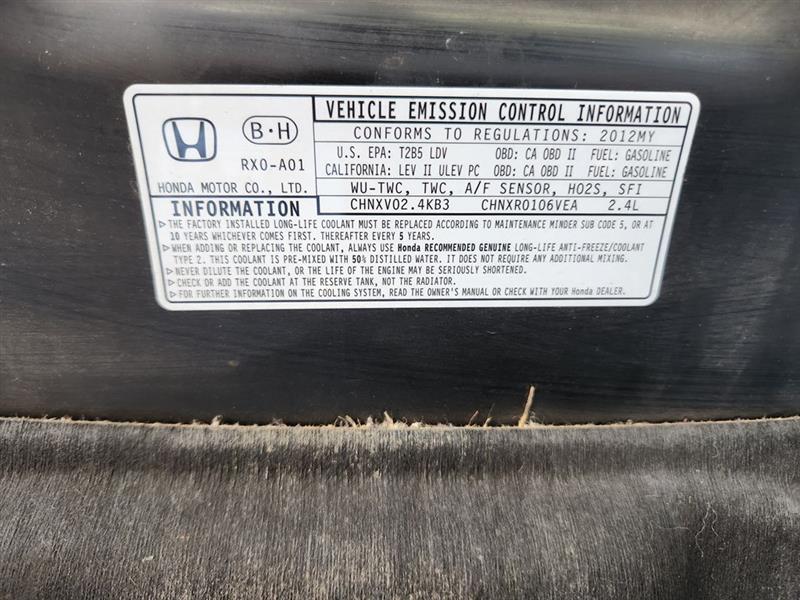 VEHICLE EMISSION CONTROL INFORMATION
CONFORMS TO REGULATIONS: 2012MY
B·H
RX0-A01
HONDA MOTOR CO., LTD.
U.S. EPA: T2B5 LDV OBD: CA OBD II FUEL: GASOLINE
CALIFORNIA: LEV II ULEV PC OBD: CA OBD II FUEL: GASOLINE
WU-TWC, TWC, A/F SENSOR, HO2S, SFI
CHNXV02.4KB3 CHNXR0106VEA 2.4L
INFORMATION
▷THE FACTORY INSTALLED LONG-LIFE COOLANT MUST BE REPLACED ACCORDING TO MAINTENANCE MINDER SUB CODE 5, OR AT
10 YEARS WHICHEVER COMES FIRST. THEREAFTER EVERY 5 YEARS.
▷WHEN ADDING OR REPLACING THE COOLANT, ALWAYS USE Honda RECOMMENDED GENUINE LONG-LIFE ANTI-FREEZE/COOLANT
TYPE 2. THIS COOLANT IS PRE-MIXED WITH 50% DISTILLED WATER. IT DOES NOT REQUIRE ANY ADDITIONAL MIXING.
▷NEVER DILUTE THE COOLANT, OR THE LIFE OF THE ENGINE MAY BE SERIOUSLY SHORTENED.
▷CHECK OR ADD THE COOLANT AT THE RESERVE TANK, NOT THE RADIATOR.
▷FOR FURTHER INFORMATION ON THE COOLING SYSTEM, READ THE OWNER'S MANUAL OR CHECK WITH YOUR Honda DEALER.